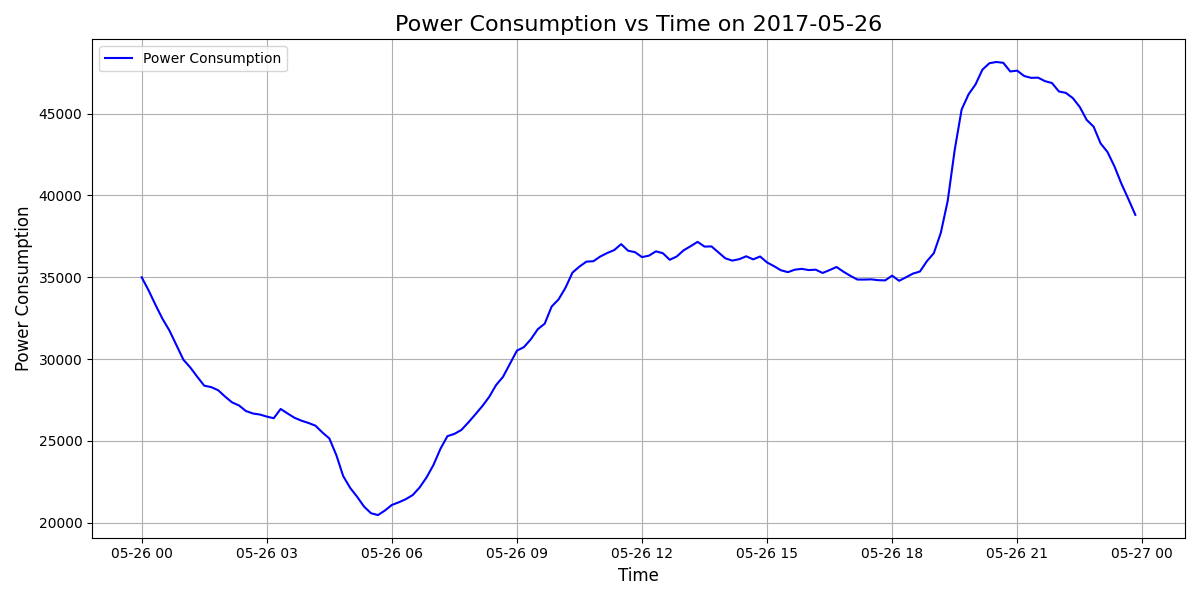 Power Consumption vs Time on 2017-05-26
Power Consumption
Power Consumption
45000
40000
35000
30000
25000
20000
05-26 00 05-26 03 05-26 06 05-26 09 05-26 12 05-26 15 05-26 18 05-26 21 05-27 00
Time